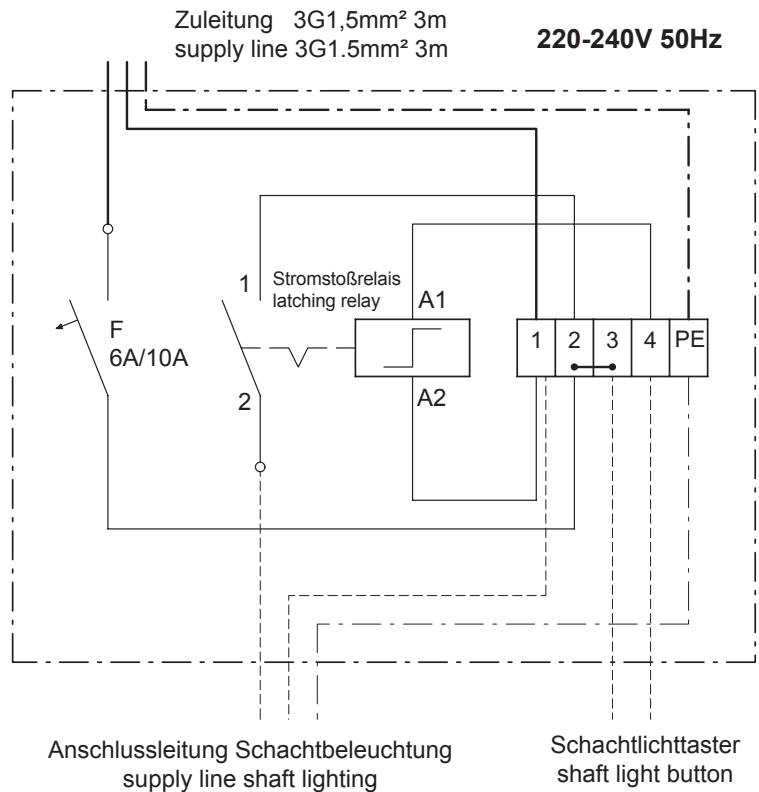 Zuleitung 3G1,5mm² 3m
supply line 3G1.5mm² 3m
220-240V 50Hz
1
Stromstoßrelais
latching relay
A1
F
6A/10A
1 2 3 4 PE
2
A2
Anschlussleitung Schachtbeleuchtung
supply line shaft lighting
Schachtlichttaster
shaft light button